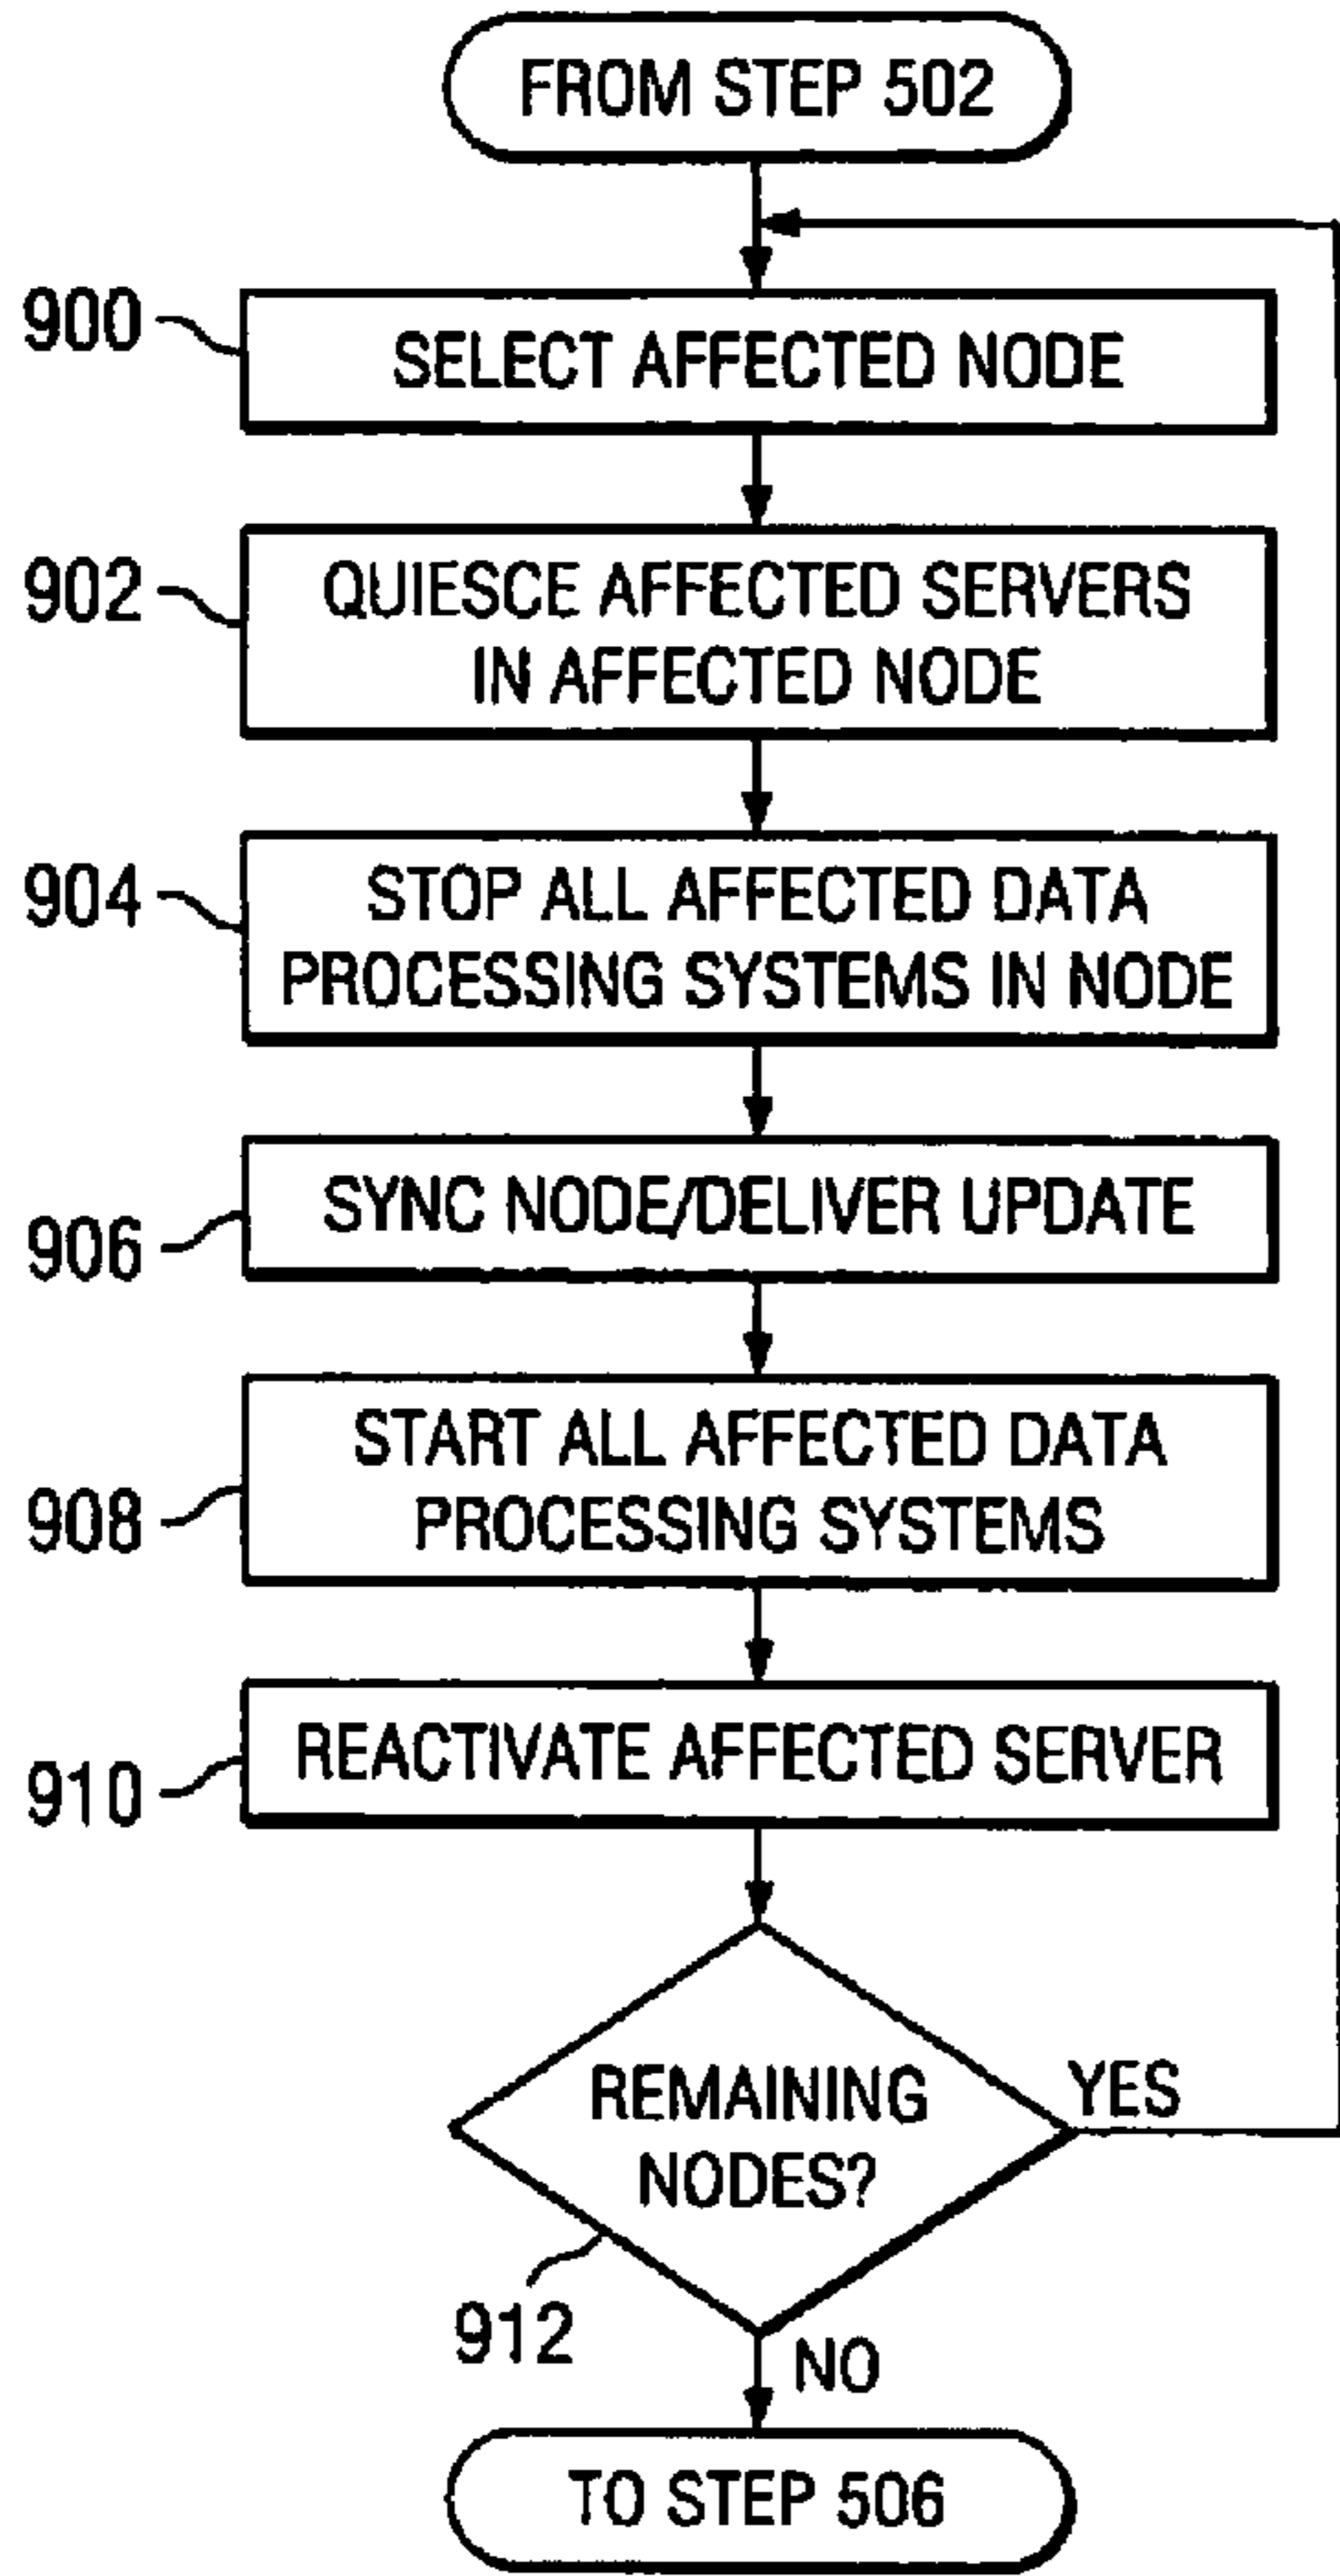 FROM STEP 502
900
SELECT AFFECTED NODE
902
QUIESCE AFFECTED SERVERS
IN AFFECTED NODE
904
STOP ALL AFFECTED DATA
PROCESSING SYSTEMS IN NODE
906
SYNC NODE/DELIVER UPDATE
908
START ALL AFFECTED DATA
PROCESSING SYSTEMS
910
REACTIVATE AFFECTED SERVER
REMAINING
NODES?
YES
912
NO
TO STEP 506